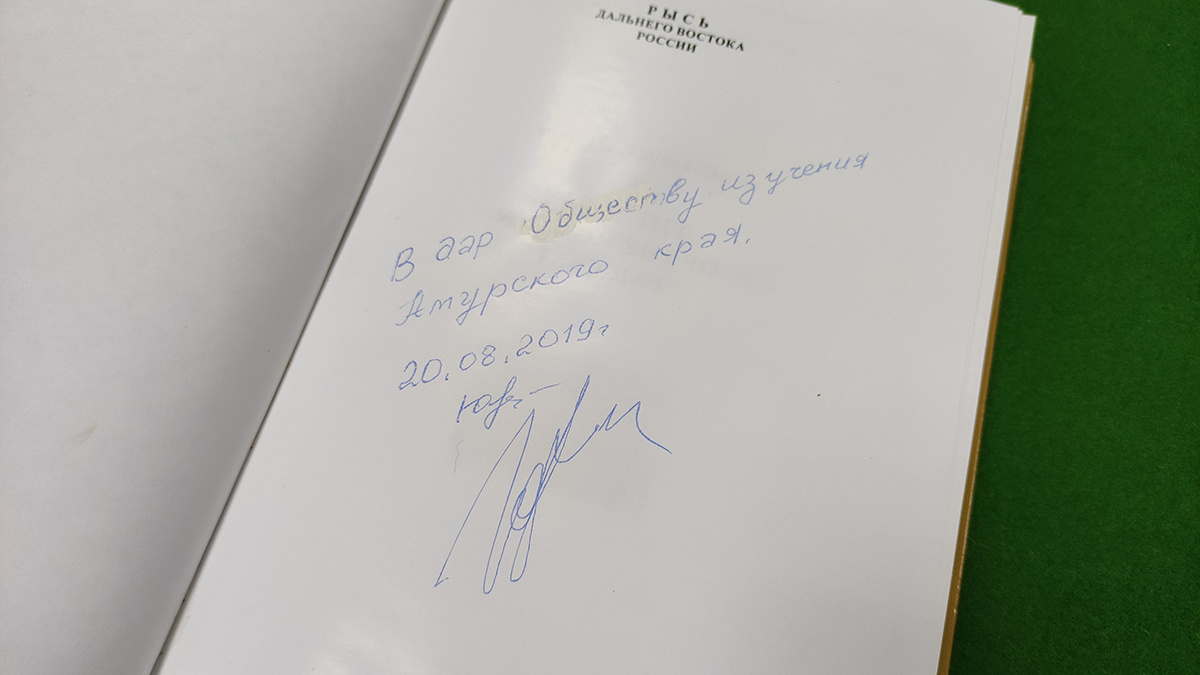 РЫСЬ
ДАЛЬНЕГО ВОСТОКА
РОССИИ
В дар Обществу изучения
Амурского края.
20.08.2019г